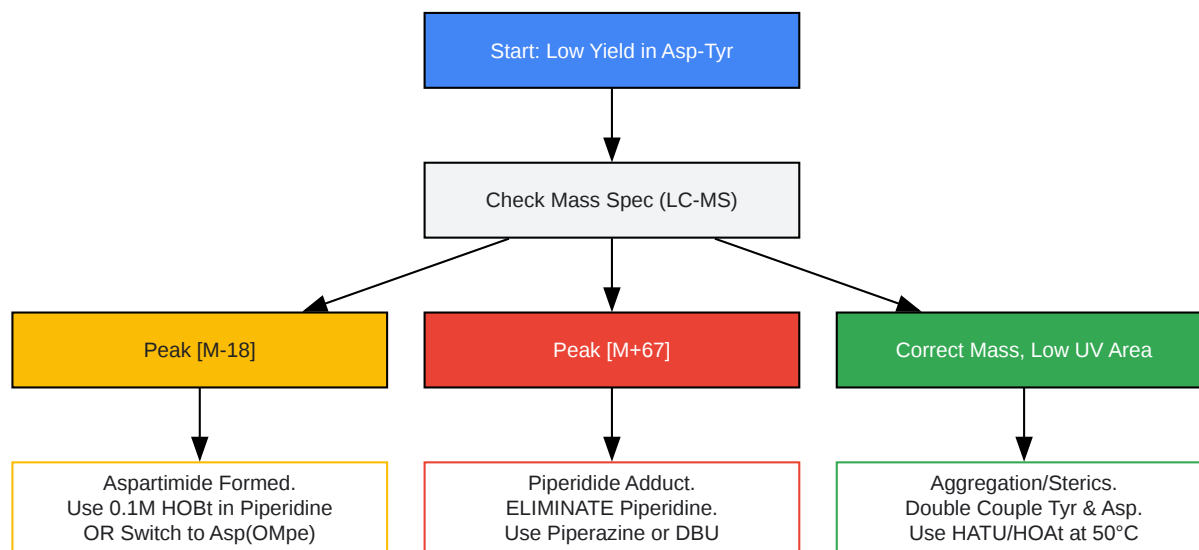 Start: Low Yield in Asp-Tyr
Check Mass Spec (LC-MS)
Peak [M-18]
Peak [M+67]
Correct Mass, Low UV Area
Aspartimide Formed.
Use 0.1M HOBt in Piperidine
OR Switch to Asp(OMpe)
Piperidide Adduct.
ELIMINATE Piperidine.
Use Piperazine or DBU
Aggregation/Sterics.
Double Couple Tyr & Asp.
Use HATU/HOAt at 50°C